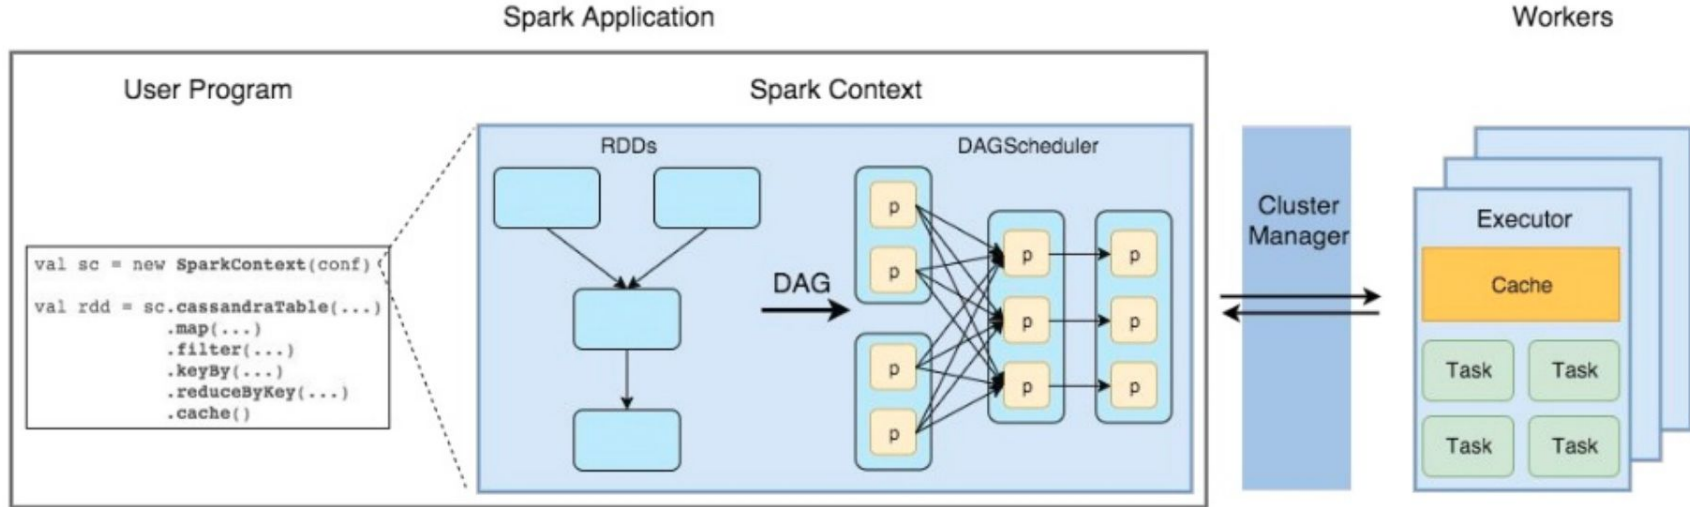 Spark Application
Workers
User Program
Spark Context
val sc = new SparkContext(conf)
val rdd = sc.cassandraTable(...)
.map(...)
.filter(...)
.keyBy(...)
.reduceByKey(...)
.cache()
RDDs
DAG
DAGScheduler
p
p
p
p
p
p
p
p
p
p
Cluster
Manager
Executor
Cache
Task Task
Task Task